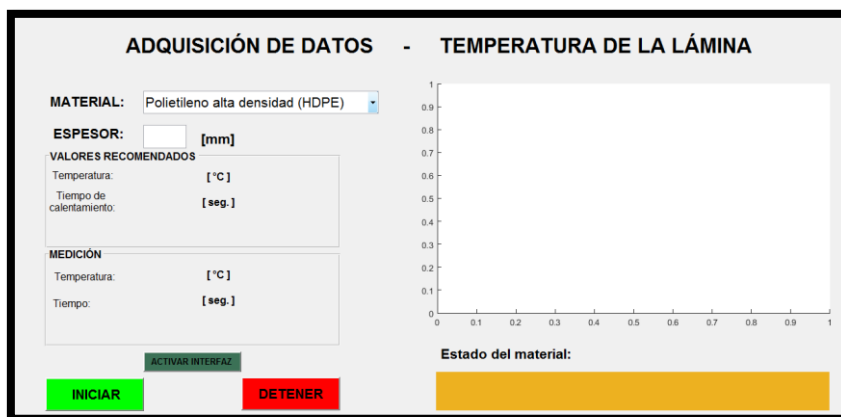 ADQUISICIÓN DE DATOS - TEMPERATURA DE LA LÁMINA
MATERIAL: Polietileno alta densidad (HDPE)
ESPESOR: [mm]
VALORES RECOMENDADOS
Temperatura: [ °C ]
Tiempo de
calentamiento: [ seg. ]
MEDICIÓN
Temperatura: [ °C ]
Tiempo: [ seg. ]
ACTIVAR INTERFAZ
INICIAR DETENER
1
0.9
0.8
0.7
0.6
0.5
0.4
0.3
0.2
0.1
0
0 0.1 0.2 0.3 0.4 0.5 0.6 0.7 0.8 0.9 1
Estado del material: